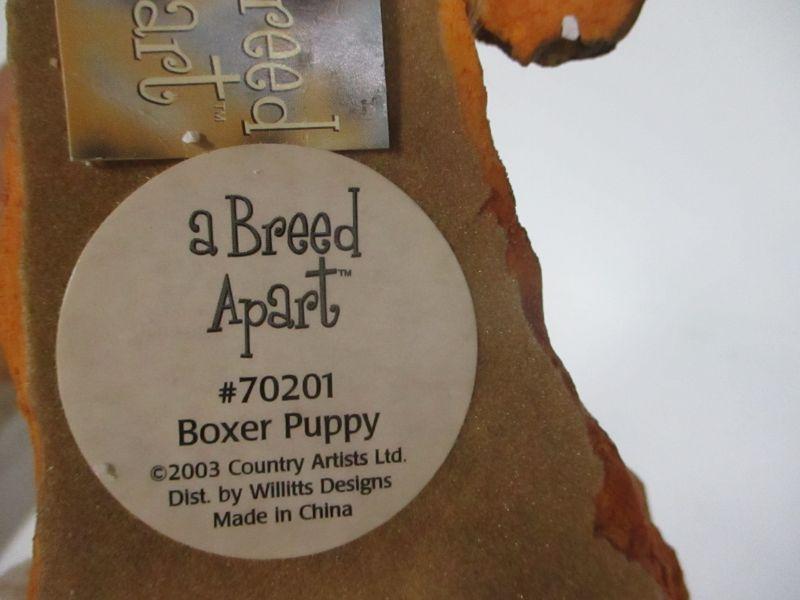 reed
art™
a Breed
Apart™
#70201
Boxer Puppy
©2003 Country Artists Ltd.
Dist. by Willitts Designs
Made in China